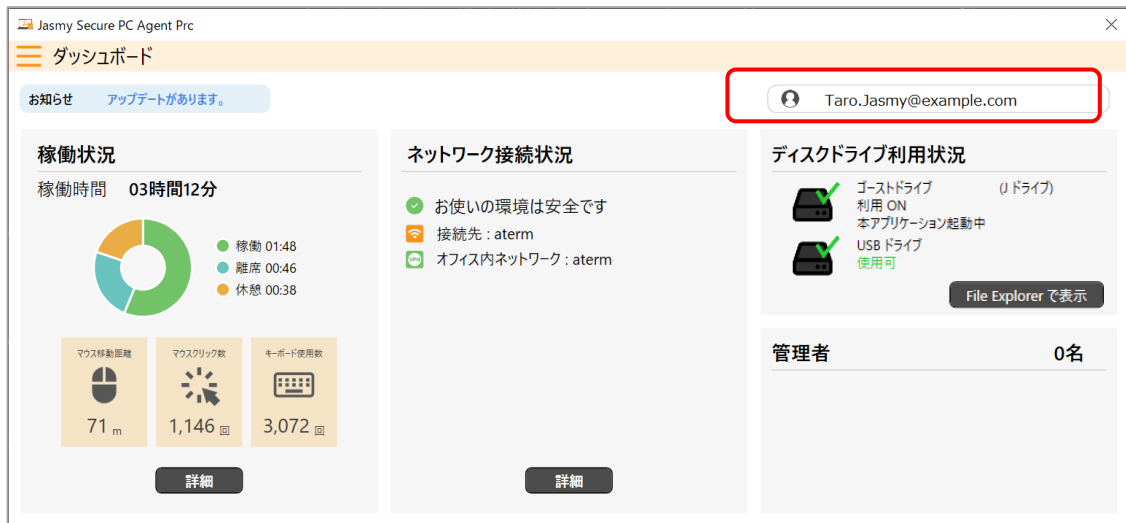 Jasmy Secure PC Agent Pro
ダッシュボード
お知らせ アップデートがあります。
Taro.Jasmy@example.com
稼働状況
稼働時間 03時間12分
稼働 01:48
離席 00:46
休憩 00:38
マウス移動距離
71 m
マウスクリック数
1,146 回
キーボード使用数
3,072 回
詳細
ネットワーク接続状況
お使いの環境は安全です
接続先 : aterm
VPN オフィス内ネットワーク : aterm
詳細
ディスクドライブ利用状況
ゴーストドライブ (J ドライブ)
利用 ON
本アプリケーション起動中
USB ドライブ
使用可
File Explorer で表示
管理者 0名